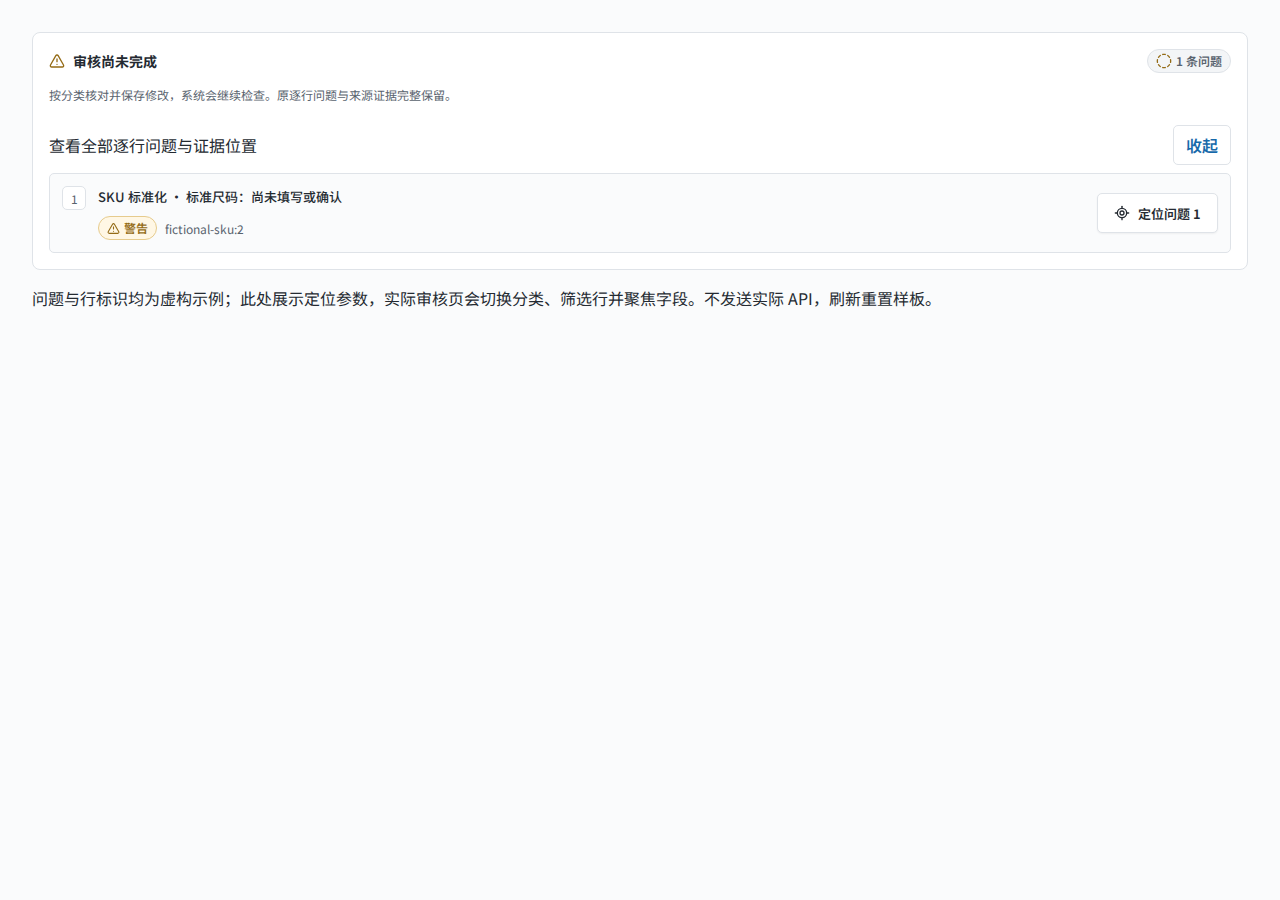 审核尚未完成
1 条问题
按分类核对并保存修改，系统会继续检查。原逐行问题与来源证据完整保留。
查看全部逐行问题与证据位置
收起
1
SKU 标准化 · 标准尺码：尚未填写或确认
警告
fictional-sku:2
定位问题 1
问题与行标识均为虚构示例；此处展示定位参数，实际审核页会切换分类、筛选行并聚焦字段。不发送实际 API，刷新重置样板。